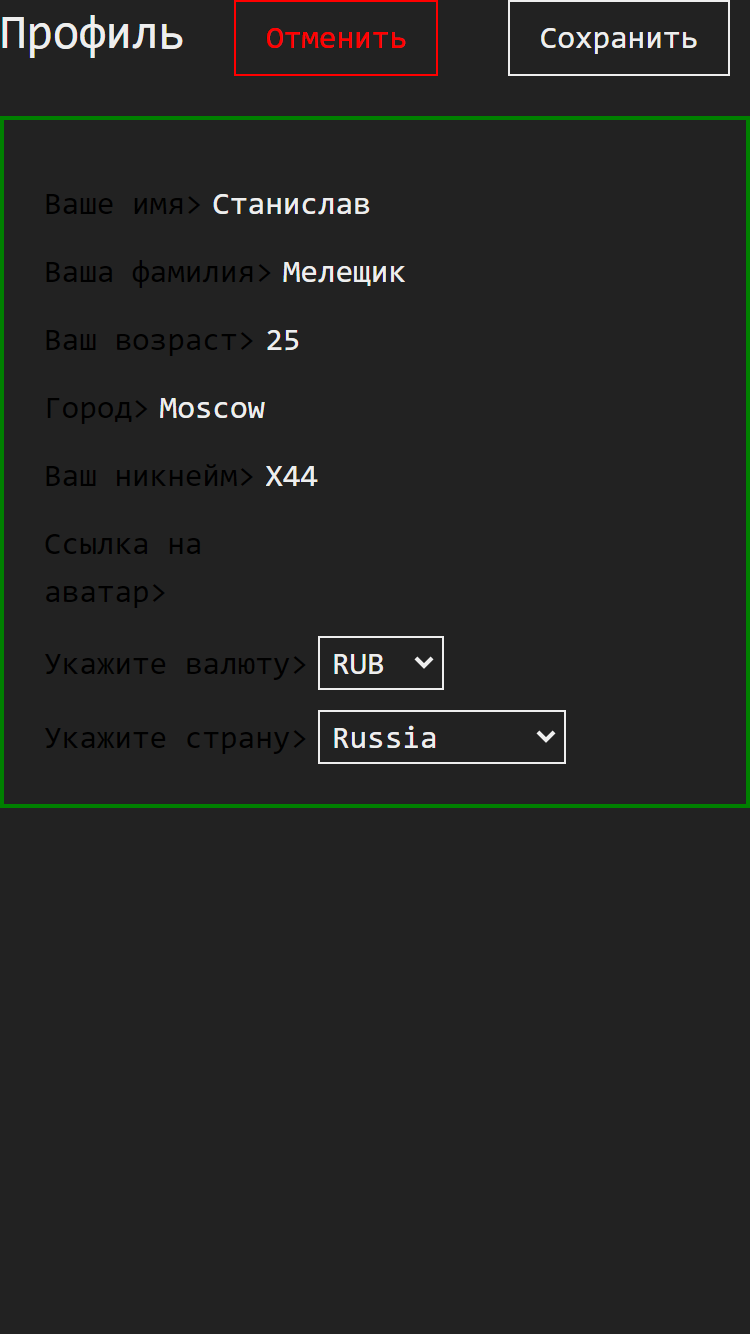 Профиль Отменить Сохранить
Ваше имя> Станислав
Ваша фамилия> Мелещик
Ваш возраст> 25
Город> Moscow
Ваш никнейм> X44
Ссылка на
аватар>
Укажите валюту> RUB
Укажите страну> Russia